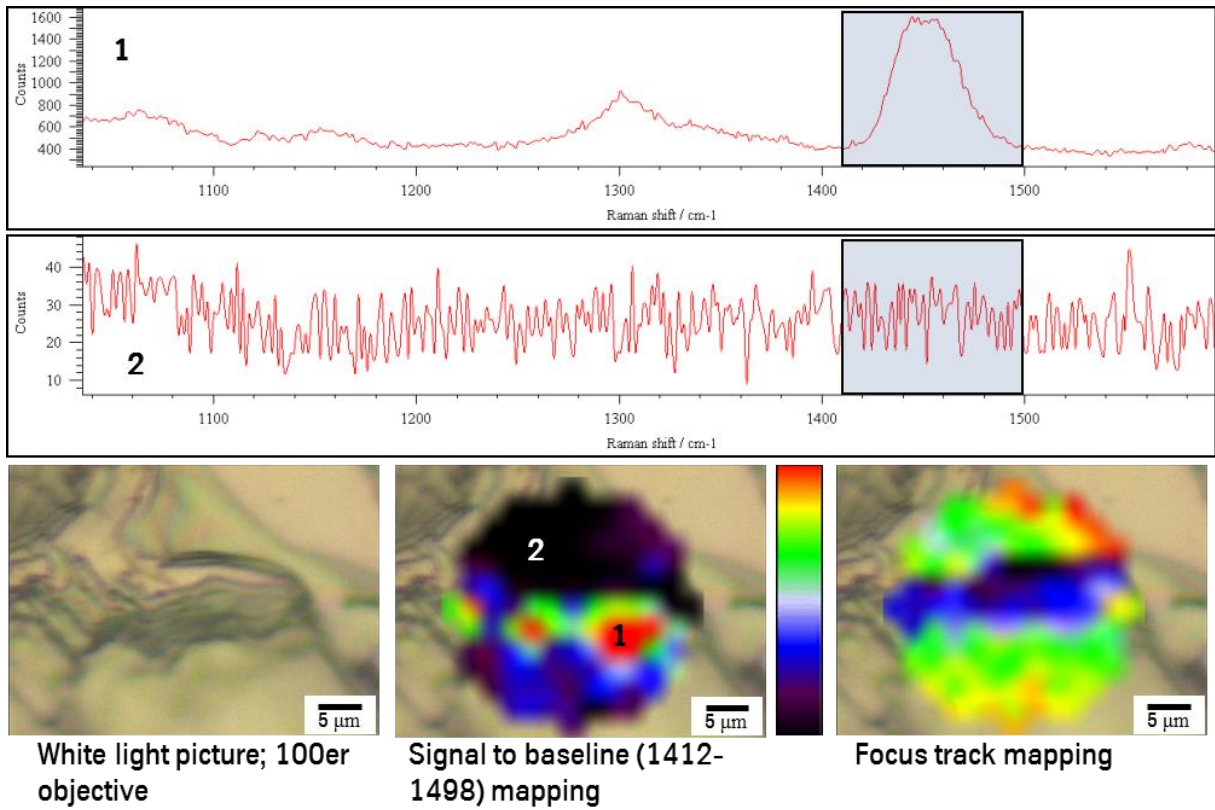 1600
1400
1200
1000
800
600
400
Counts
1
1100
1200
1300
1400
1500
Raman shift / cm-1
40
30
20
10
Counts
2
1100
1200
1300
1400
1500
Raman shift / cm-1
5 µm
2
1
5 µm
5 µm
White light picture; 100er
objective
Signal to baseline (1412-
1498) mapping
Focus track mapping